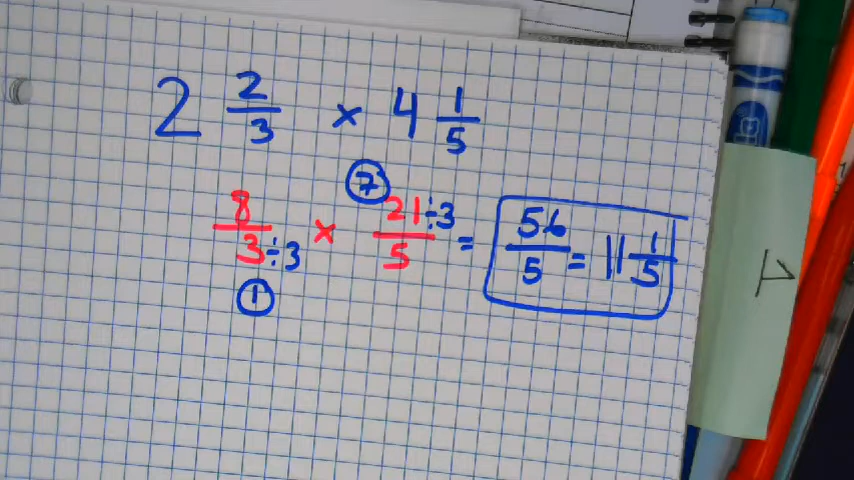 2 2/3 × 4 1/5
⑦
8/3÷3 × 21÷3/5 = 56/5 = 11 1/5
①